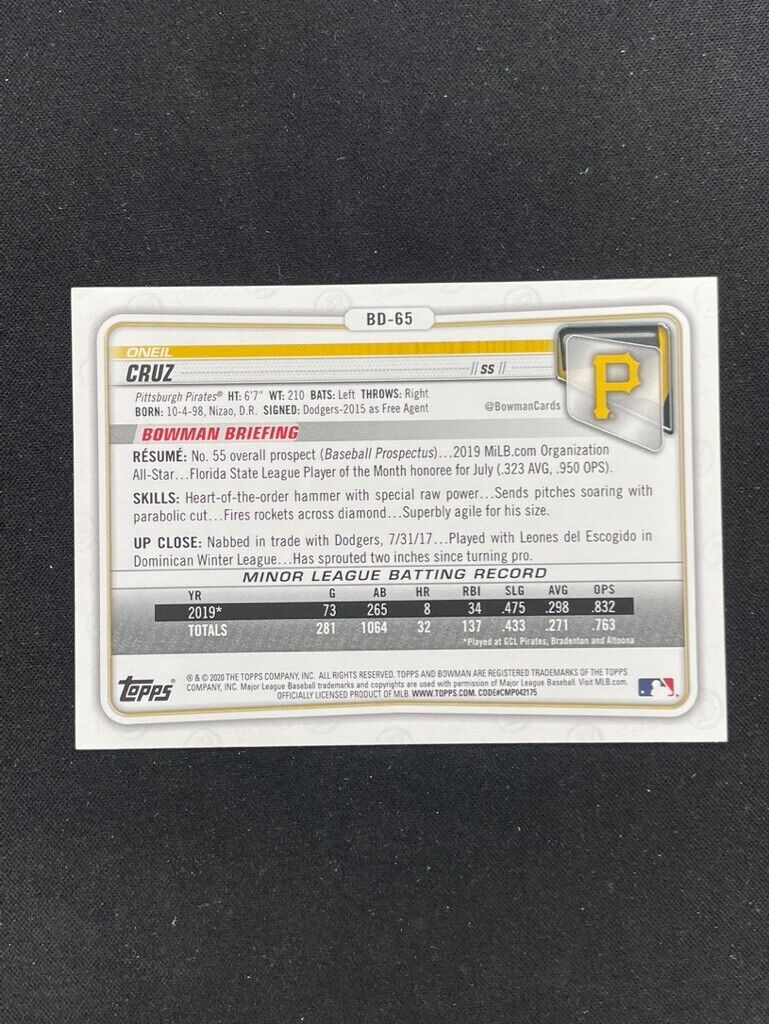 BD-65
ONEIL
CRUZ // SS //
Pittsburgh Pirates® HT: 6'7" WT: 210 BATS: Left THROWS: Right
BORN: 10-4-98, Nizao, D.R. SIGNED: Dodgers-2015 as Free Agent
@BowmanCards
P
BOWMAN BRIEFING
RÉSUMÉ: No. 55 overall prospect (Baseball Prospectus)...2019 MiLB.com Organization
All-Star...Florida State League Player of the Month honoree for July (.323 AVG, .950 OPS).
SKILLS: Heart-of-the-order hammer with special raw power...Sends pitches soaring with
parabolic cut...Fires rockets across diamond...Superbly agile for his size.
UP CLOSE: Nabbed in trade with Dodgers, 7/31/17...Played with Leones del Escogido in
Dominican Winter League...Has sprouted two inches since turning pro.
MINOR LEAGUE BATTING RECORD
YR G AB HR RBI SLG AVG OPS
2019* 73 265 8 34 .475 .298 .832
TOTALS 281 1064 32 137 .433 .271 .763
*Played at GCL Pirates, Bradenton and Altoona
TOPPS®
® & © 2020 THE TOPPS COMPANY, INC. ALL RIGHTS RESERVED. TOPPS AND BOWMAN ARE REGISTERED TRADEMARKS OF THE TOPPS
COMPANY, INC. Major League Baseball trademarks and copyrights are used with permission of Major League Baseball. Visit MLB.com.
OFFICIALLY LICENSED PRODUCT OF MLB WWW.TOPPS.COM. CODE#CMP042175